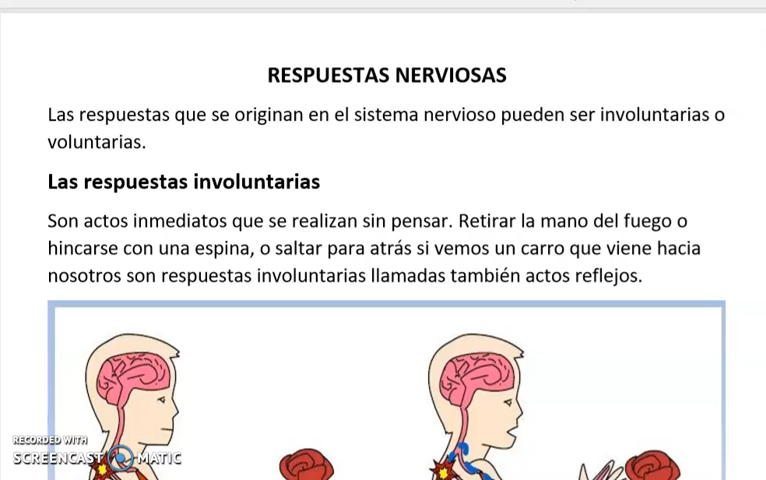 RESPUESTAS NERVIOSAS
Las respuestas que se originan en el sistema nervioso pueden ser involuntarias o
voluntarias.
Las respuestas involuntarias
Son actos inmediatos que se realizan sin pensar. Retirar la mano del fuego o
hincarse con una espina, o saltar para atrás si vemos un carro que viene hacia
nosotros son respuestas involuntarias llamadas también actos reflejos.
RECORDED WITH
SCREENCAST MATIC